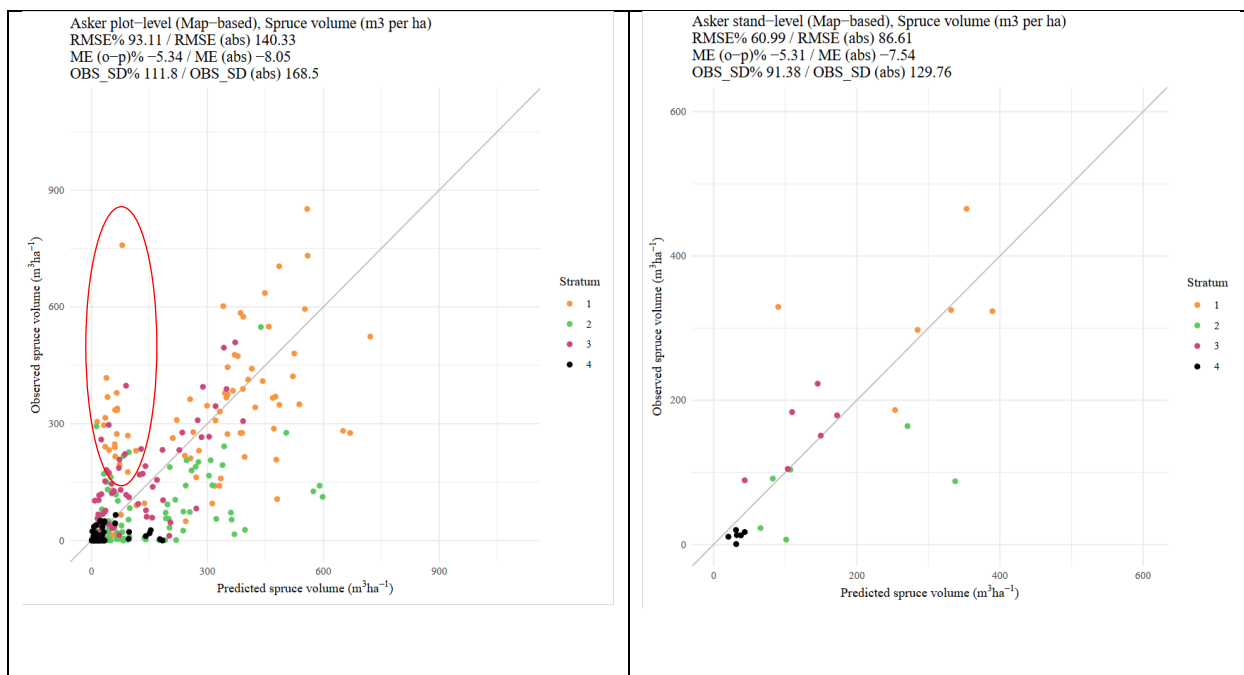 Asker plot−level (Map−based), Spruce volume (m3 per ha)
RMSE% 93.11 / RMSE (abs) 140.33
ME (o−p)% −5.34 / ME (abs) −8.05
OBS_SD% 111.8 / OBS_SD (abs) 168.5
900
600
300
0
Observed spruce volume (m³ha⁻¹)
0 300 600 900
Predicted spruce volume (m³ha⁻¹)
Stratum
1
2
3
4
Asker stand−level (Map−based), Spruce volume (m3 per ha)
RMSE% 60.99 / RMSE (abs) 86.61
ME (o−p)% −5.31 / ME (abs) −7.54
OBS_SD% 91.38 / OBS_SD (abs) 129.76
600
400
200
0
Observed spruce volume (m³ha⁻¹)
0 200 400 600
Predicted spruce volume (m³ha⁻¹)
Stratum
1
2
3
4